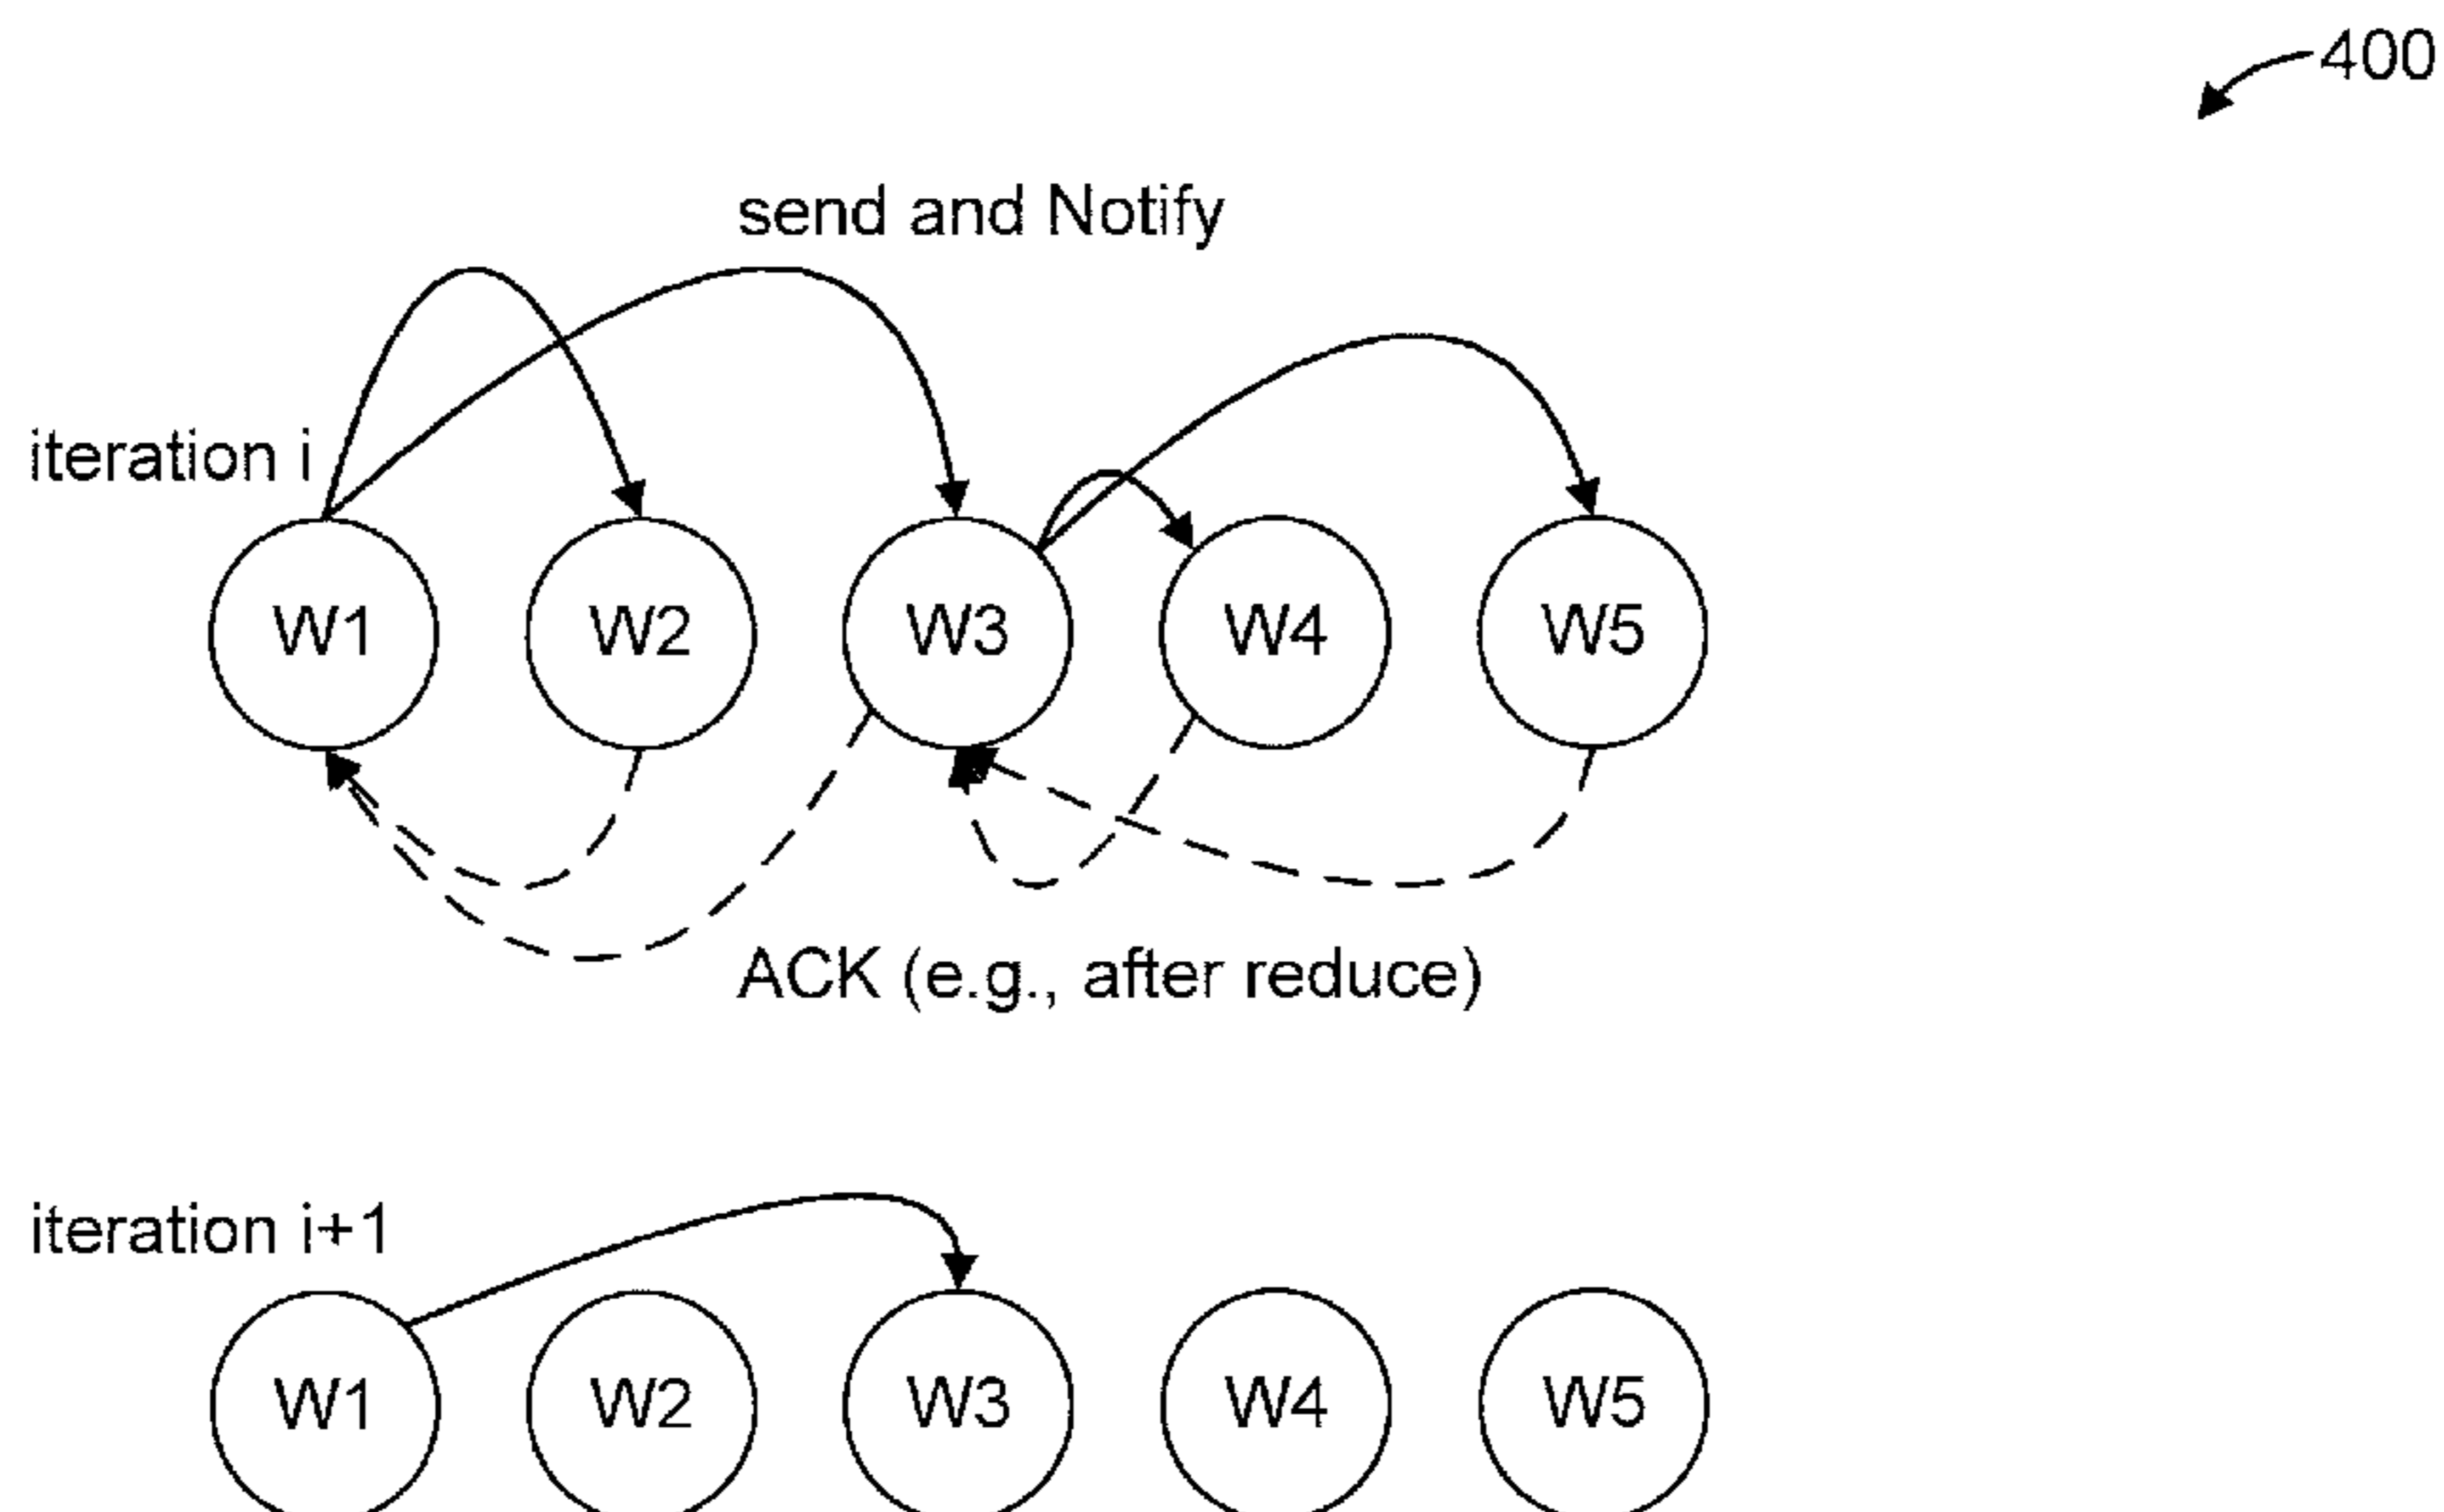 400
send and Notify
iteration i
W1 W2 W3 W4 W5
ACK (e.g., after reduce)
iteration i+1
W1 W2 W3 W4 W5